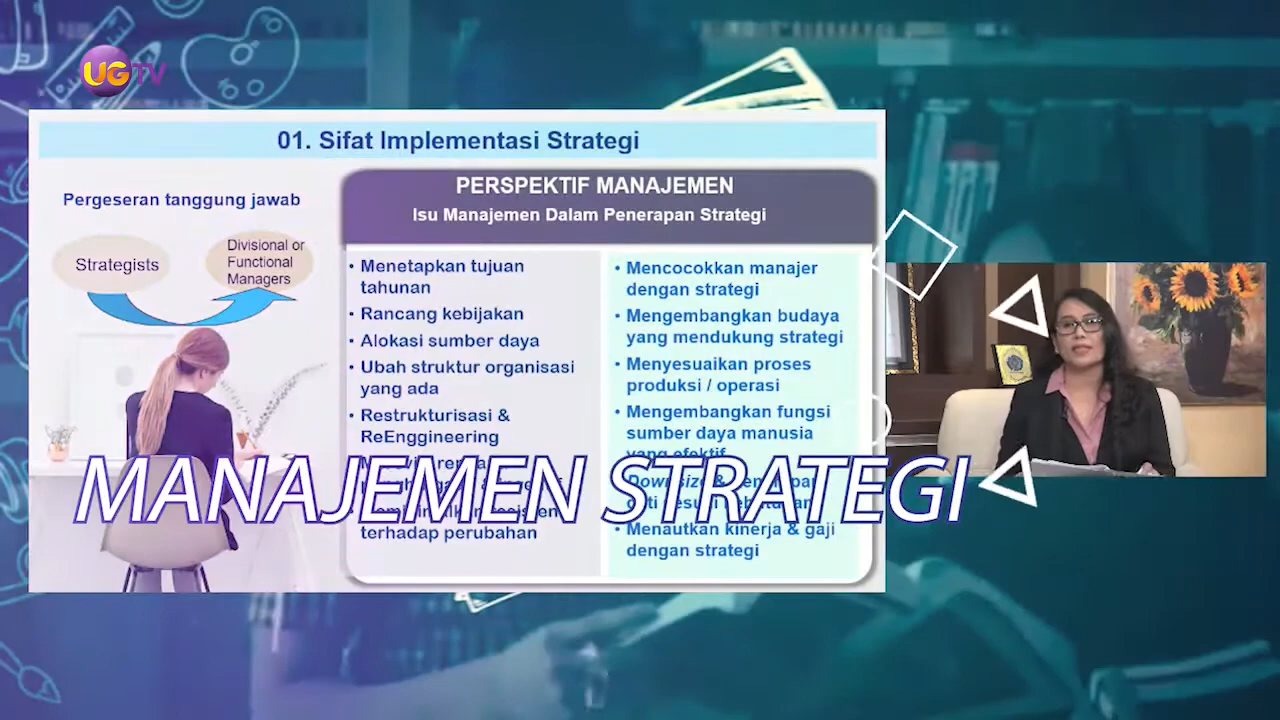 UGTV
01. Sifat Implementasi Strategi
Pergeseran tanggung jawab
Strategists
Divisional or
Functional
Managers
PERSPEKTIF MANAJEMEN
Isu Manajemen Dalam Penerapan Strategi
• Menetapkan tujuan
tahunan
• Rancang kebijakan
• Alokasi sumber daya
• Ubah struktur organisasi
yang ada
• Restrukturisasi &
ReEnggineering
terhadap perubahan
• Mencocokkan manajer
dengan strategi
• Mengembangkan budaya
yang mendukung strategi
• Menyesuaikan proses
produksi / operasi
• Mengembangkan fungsi
sumber daya manusia
yang efektif
• Downsize &
• Menautkan kinerja & gaji
dengan strategi
MANAJEMEN STRATEGI